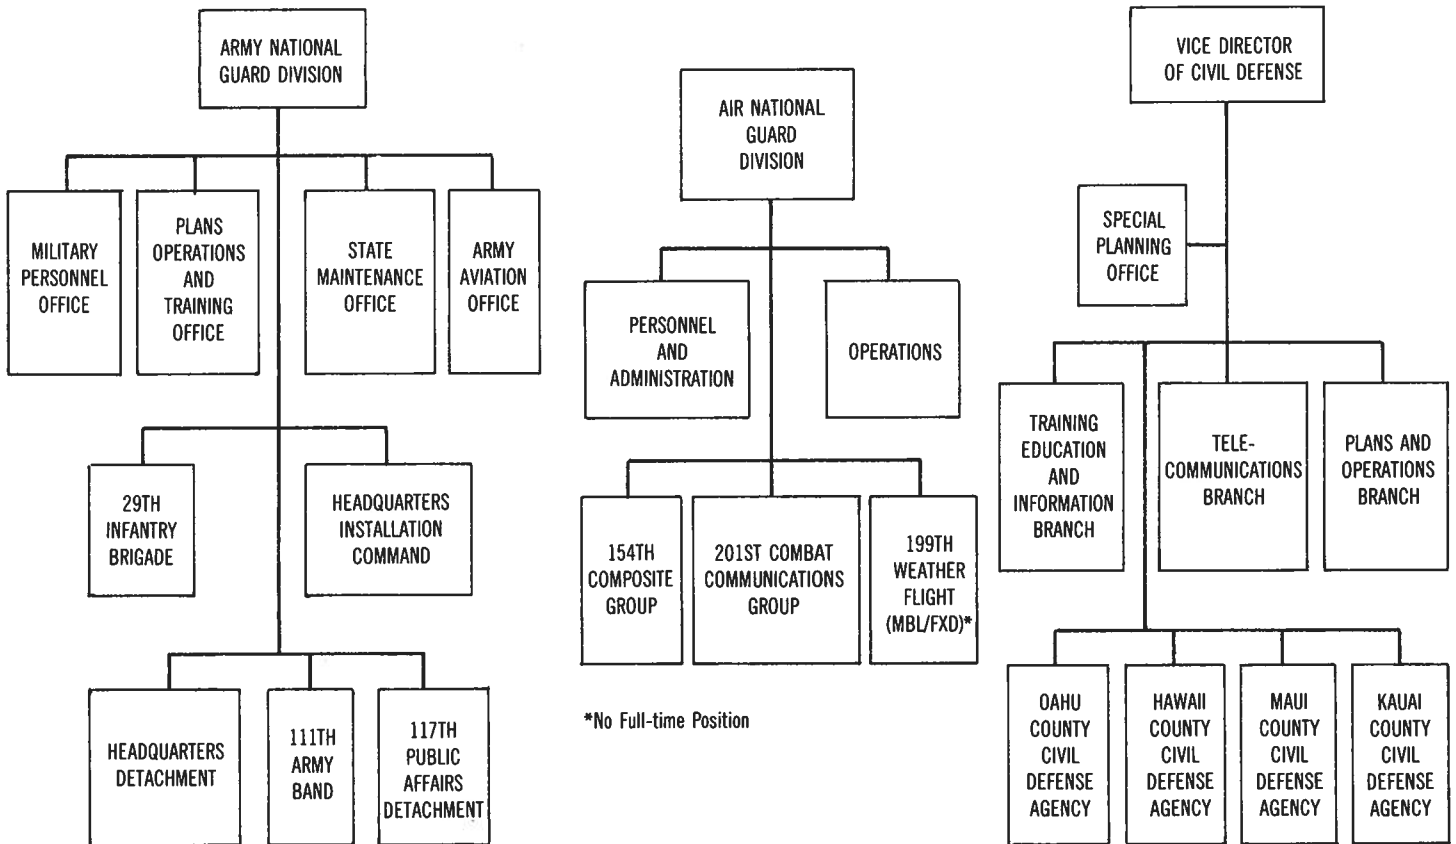 ARMY NATIONAL
GUARD DIVISION
MILITARY
PERSONNEL
OFFICE
PLANS
OPERATIONS
AND
TRAINING
OFFICE
STATE
MAINTENANCE
OFFICE
ARMY
AVIATION
OFFICE
29TH
INFANTRY
BRIGADE
HEADQUARTERS
INSTALLATION
COMMAND
HEADQUARTERS
DETACHMENT
111TH
ARMY
BAND
117TH
PUBLIC
AFFAIRS
DETACHMENT
AIR NATIONAL
GUARD
DIVISION
PERSONNEL
AND
ADMINISTRATION
OPERATIONS
154TH
COMPOSITE
GROUP
201ST COMBAT
COMMUNICATIONS
GROUP
199TH
WEATHER
FLIGHT
(MBL/FXD)*
*No Full-time Position
VICE DIRECTOR
OF CIVIL DEFENSE
SPECIAL
PLANNING
OFFICE
TRAINING
EDUCATION
AND
INFORMATION
BRANCH
TELE-
COMMUNICATIONS
BRANCH
PLANS AND
OPERATIONS
BRANCH
OAHU
COUNTY
CIVIL
DEFENSE
AGENCY
HAWAII
COUNTY
CIVIL
DEFENSE
AGENCY
MAUI
COUNTY
CIVIL
DEFENSE
AGENCY
KAUAI
COUNTY
CIVIL
DEFENSE
AGENCY